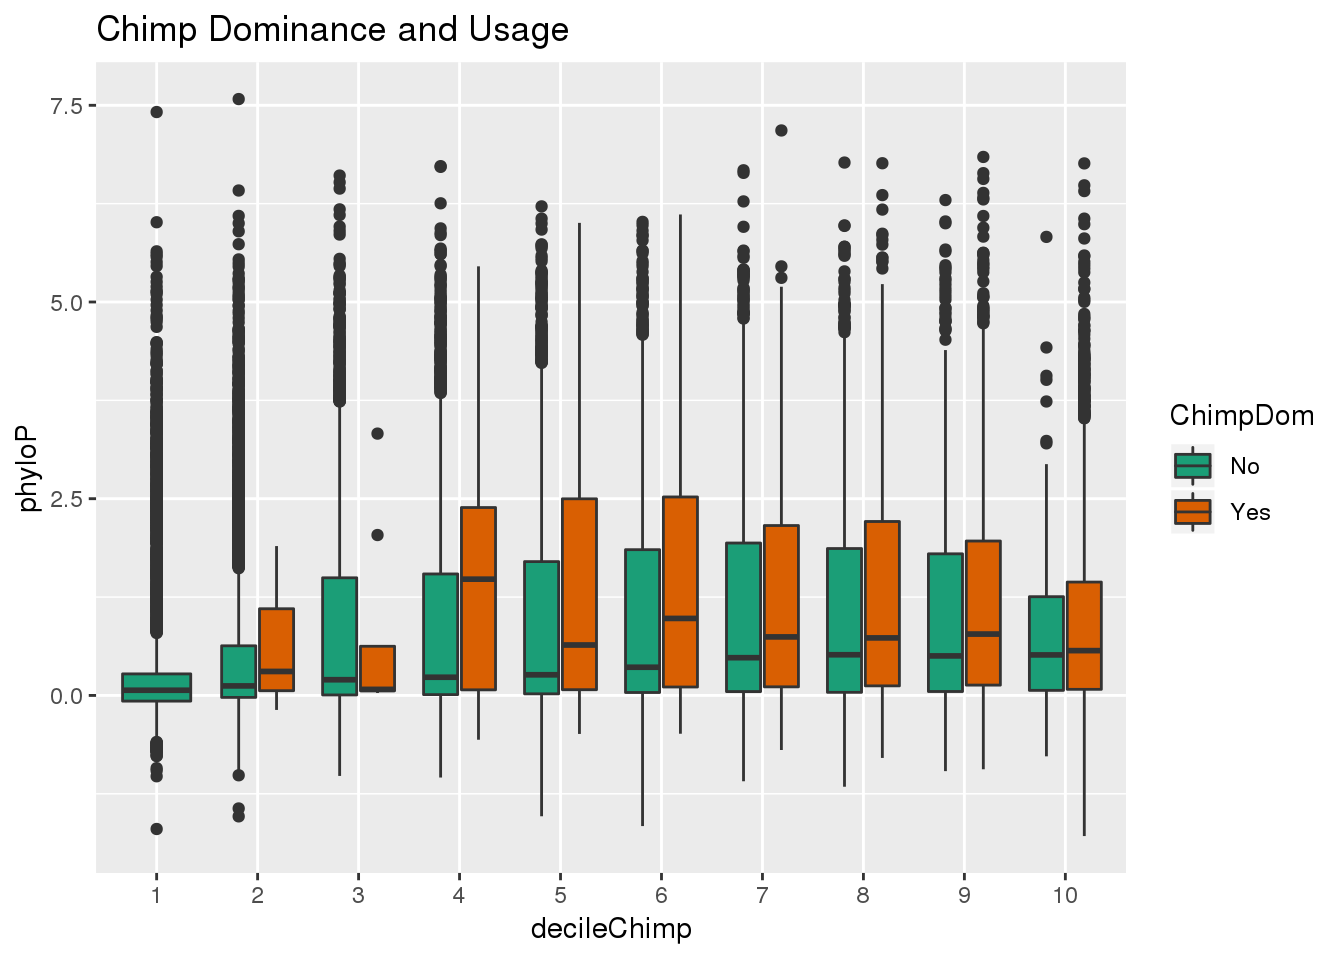 Chimp Dominance and Usage
7.5
5.0
2.5
0.0
phyloP
1 2 3 4 5 6 7 8 9 10
decileChimp
ChimpDom
No
Yes